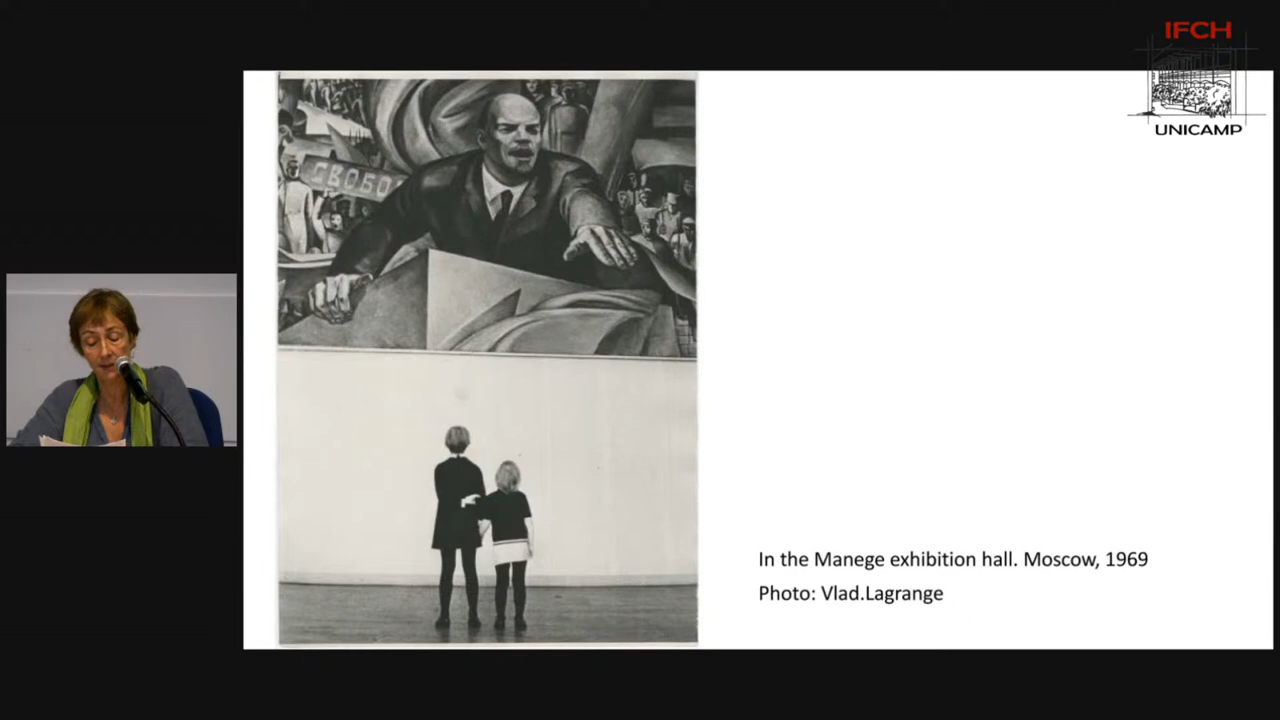 IFCH
UNICAMP
СВОБО
In the Manege exhibition hall. Moscow, 1969
Photo: Vlad.Lagrange